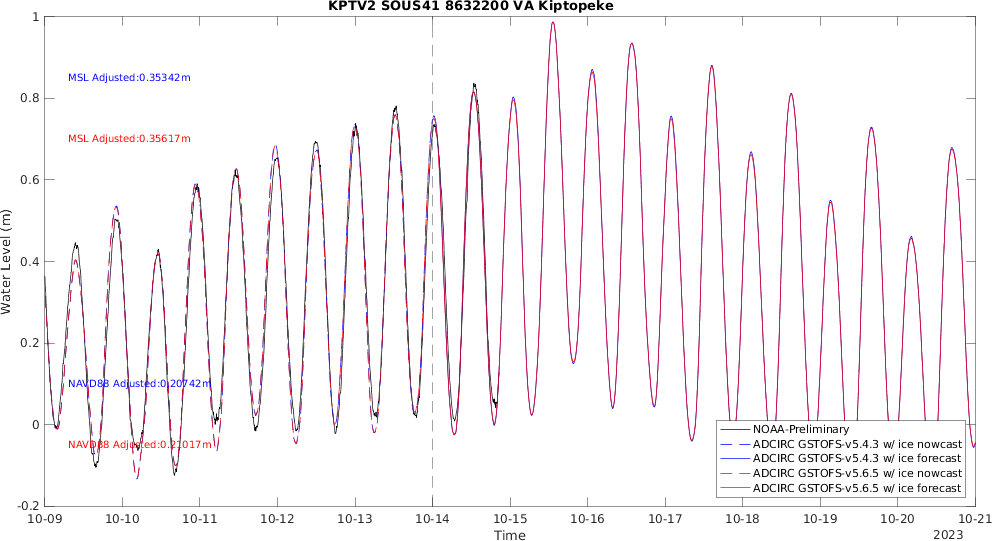 KPTV2 SOUS41 8632200 VA Kiptopeke
Water Level (m)
1
0.8
0.6
0.4
0.2
0
-0.2
MSL Adjusted:0.35342m
MSL Adjusted:0.35617m
NAVD88 Adjusted:0.20742m
NAVD88 Adjusted:0.21017m
NOAA-Preliminary
ADCIRC GSTOFS-v5.4.3 w/ ice nowcast
ADCIRC GSTOFS-v5.4.3 w/ ice forecast
ADCIRC GSTOFS-v5.6.5 w/ ice nowcast
ADCIRC GSTOFS-v5.6.5 w/ ice forecast
10-09 10-10 10-11 10-12 10-13 10-14 10-15 10-16 10-17 10-18 10-19 10-20 10-21
Time
2023